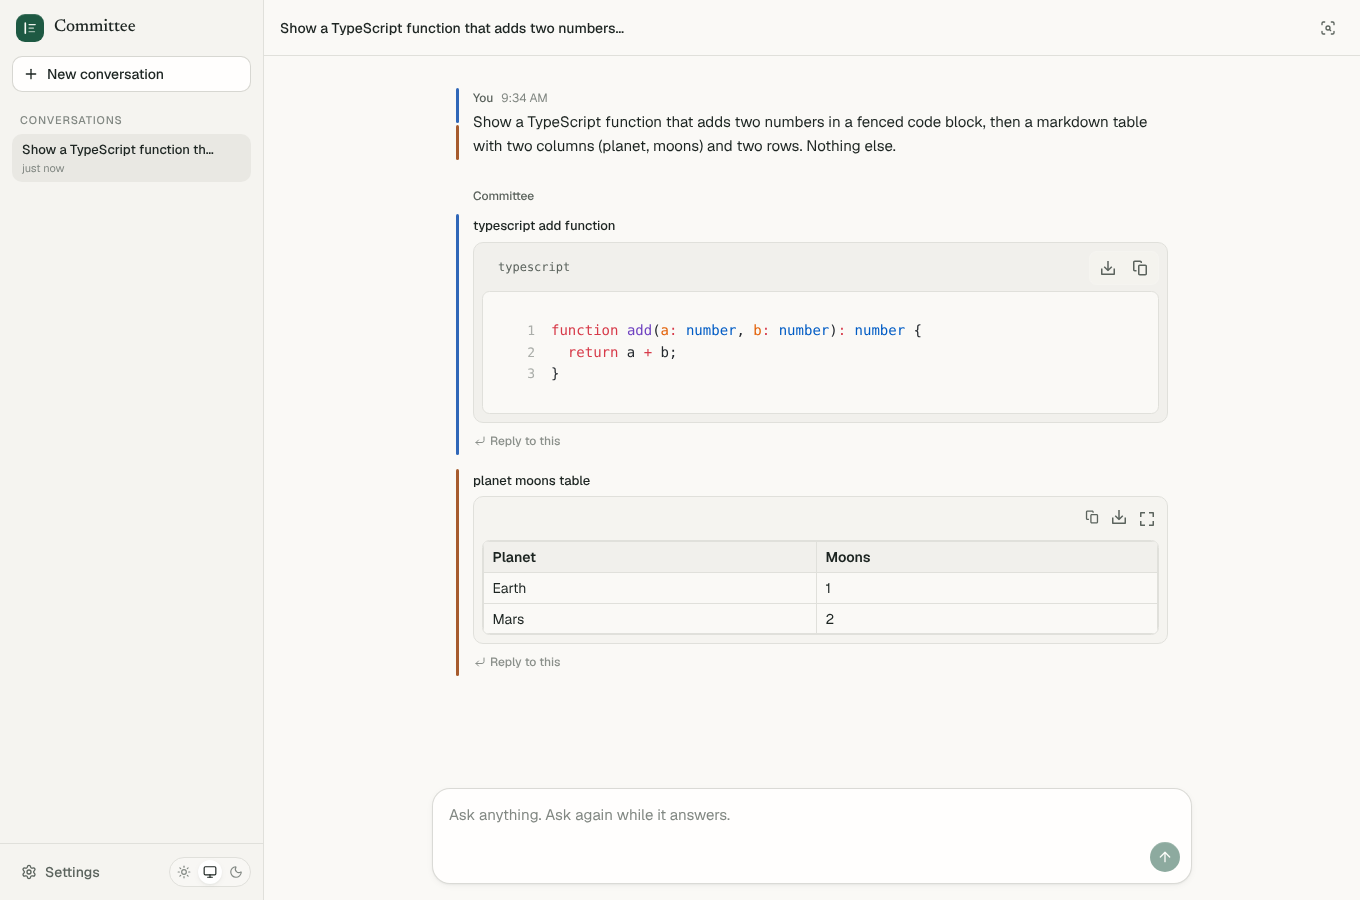 Committee
New conversation
CONVERSATIONS
Show a TypeScript function th...
just now
Settings
Show a TypeScript function that adds two numbers...
You 9:34 AM
Show a TypeScript function that adds two numbers in a fenced code block, then a markdown table
with two columns (planet, moons) and two rows. Nothing else.
Committee
typescript add function
typescript
1 function add(a: number, b: number): number {
2   return a + b;
3 }
Reply to this
planet moons table
Planet Moons
Earth 1
Mars 2
Reply to this
Ask anything. Ask again while it answers.